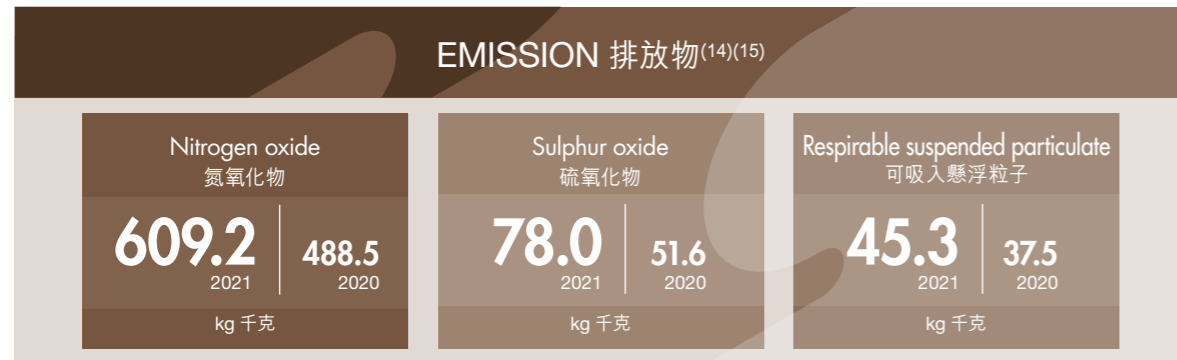 EMISSION 排放物(14)(15)
Nitrogen oxide
氮氧化物
609.2
2021
488.5
2020
kg 千克
Sulphur oxide
硫氧化物
78.0
2021
51.6
2020
kg 千克
Respirable suspended particulate
可吸入懸浮粒子
45.3
2021
37.5
2020
kg 千克